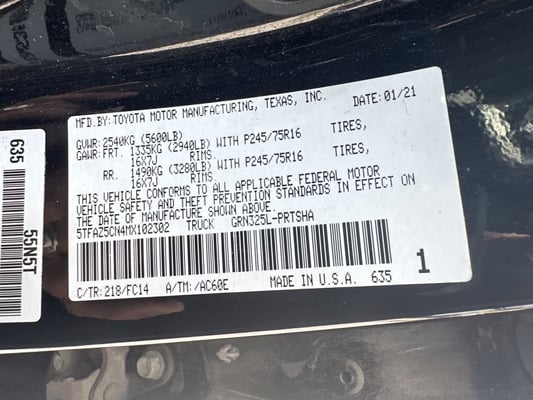 MFD.BY:TOYOTA MOTOR MANUFACTURING, TEXAS, INC. DATE:01/21
GVWR:2540KG (5600LB)
GAWR:FRT. 1335KG (2940LB) WITH P245/75R16 TIRES,
16X7J RIMS
RR. 1490KG (3280LB) WITH P245/75R16 TIRES,
16X7J RIMS
THIS VEHICLE CONFORMS TO ALL APPLICABLE FEDERAL MOTOR
VEHICLE SAFETY AND THEFT PREVENTION STANDARDS IN EFFECT ON
THE DATE OF MANUFACTURE SHOWN ABOVE.
5TFAZ5CN4MX102302 TRUCK GRN325L-PRTSHA
C/TR:218/FC14 A/TM:/AC60E MADE IN U.S.A. 635 1
635 55N5T